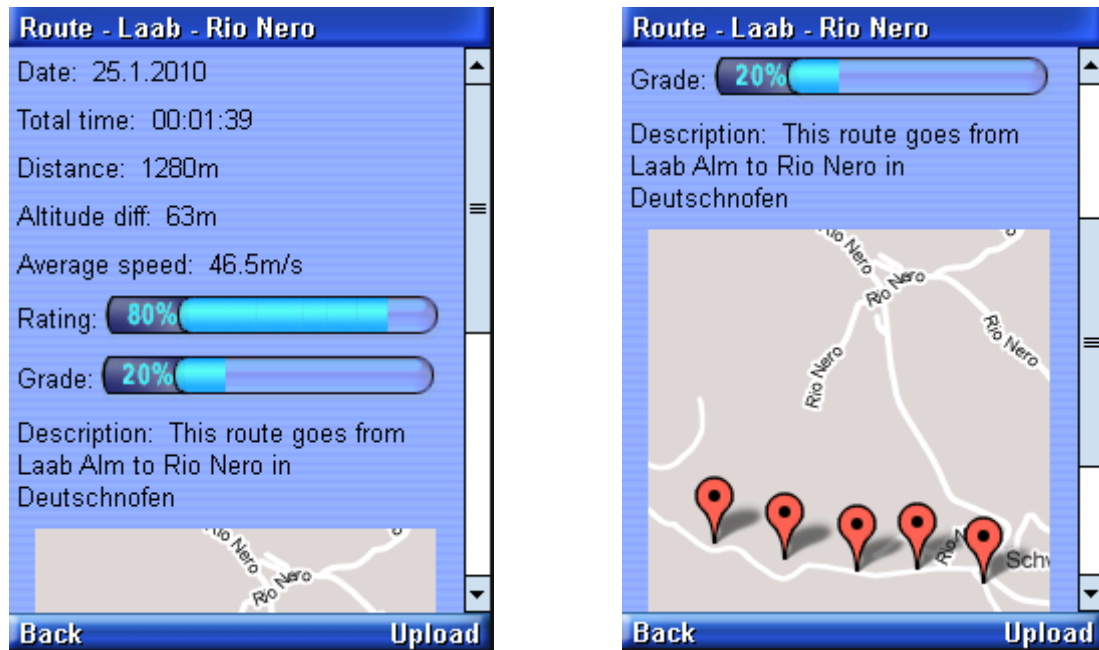 Route - Laab - Rio Nero
Date: 25.1.2010
Total time: 00:01:39
Distance: 1280m
Altitude diff: 63m
Average speed: 46.5m/s
Rating: 80%
Grade: 20%
Description: This route goes from
Laab Alm to Rio Nero in
Deutschnofen
Rio Nero
Rio Nero
Back Upload
Route - Laab - Rio Nero
Grade: 20%
Description: This route goes from
Laab Alm to Rio Nero in
Deutschnofen
Rio Nero
Rio Nero
Rio Nero
Rio Nero
Schw
Back Upload